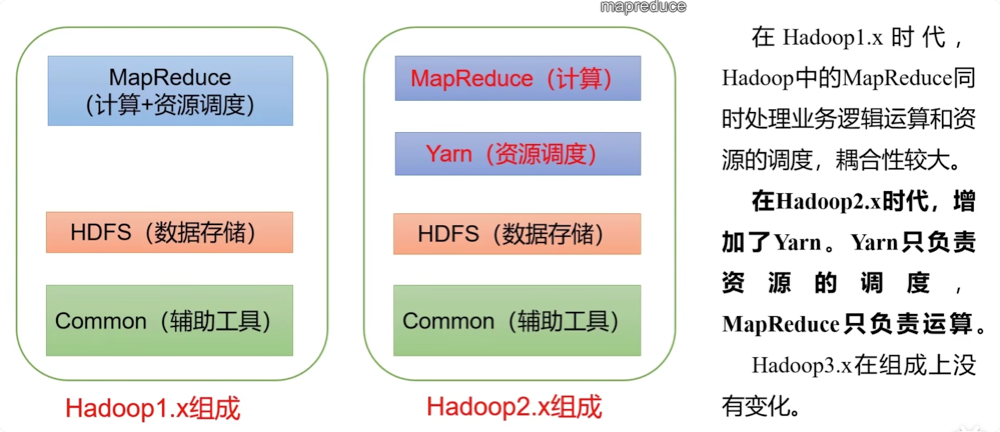 mapreduce
MapReduce
（计算+资源调度）
HDFS（数据存储）
Common（辅助工具）
Hadoop1.x组成
MapReduce（计算）
Yarn（资源调度）
HDFS（数据存储）
Common（辅助工具）
Hadoop2.x组成
在Hadoop1.x时代，
Hadoop中的MapReduce同
时处理业务逻辑运算和资
源的调度，耦合性较大。
在Hadoop2.x时代，增
加了Yarn。Yarn只负责
资源的调度，
MapReduce只负责运算。
Hadoop3.x在组成上没
有变化。